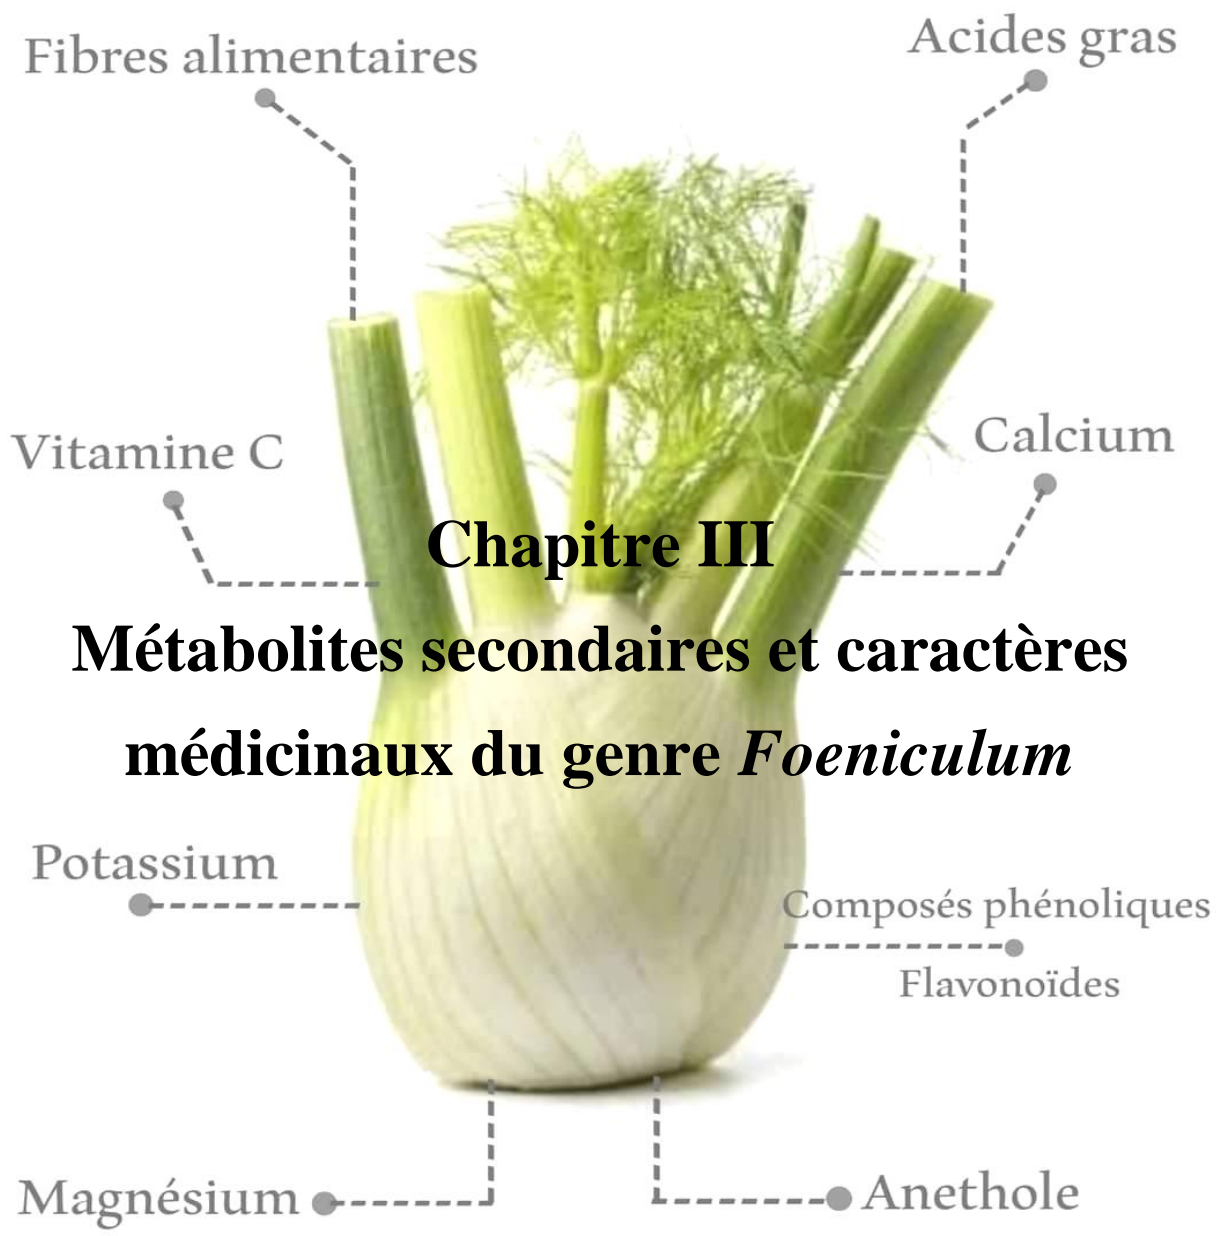 Fibres alimentaires
Acides gras
Vitamine C
Calcium
Chapitre III
Métabolites secondaires et caractères
médicinaux du genre Foeniculum
Potassium
Composés phénoliques
Flavonoïdes
Magnésium
Anethole